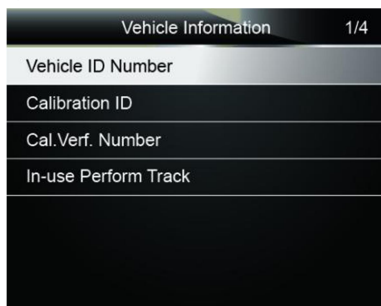 Vehicle Information 1/4
Vehicle ID Number
Calibration ID
Cal.Verf. Number
In-use Perform Track